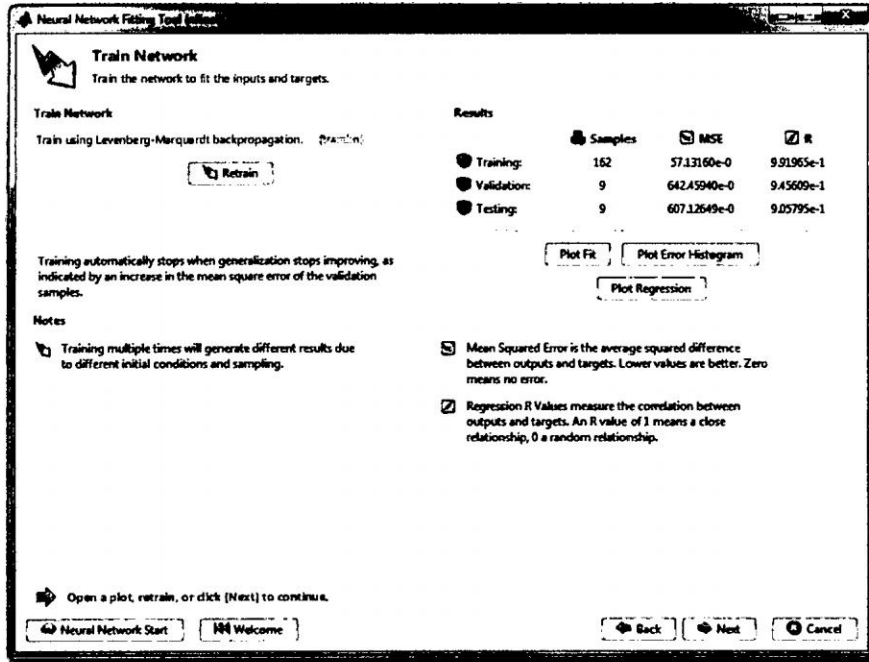 Neural Network Fitting Tool
Train Network
Train the network to fit the inputs and targets.
Train Network
Train using Levenberg-Marquardt backpropagation.
Retrain
Training automatically stops when generalization stops improving, as
indicated by an increase in the mean square error of the validation
samples.
Notes
Training multiple times will generate different results due
to different initial conditions and sampling.
Results
Samples MSE R
Training: 162 57.13160e-0 9.91965e-1
Validation: 9 642.45940e-0 9.45609e-1
Testing: 9 607.12649e-0 9.05795e-1
Plot Fit Plot Error Histogram
Plot Regression
Mean Squared Error is the average squared difference
between outputs and targets. Lower values are better. Zero
means no error.
Regression R Values measure the correlation between
outputs and targets. An R value of 1 means a close
relationship, 0 a random relationship.
Open a plot, retrain, or click [Next] to continue.
Neural Network Start Welcome Back Next Cancel